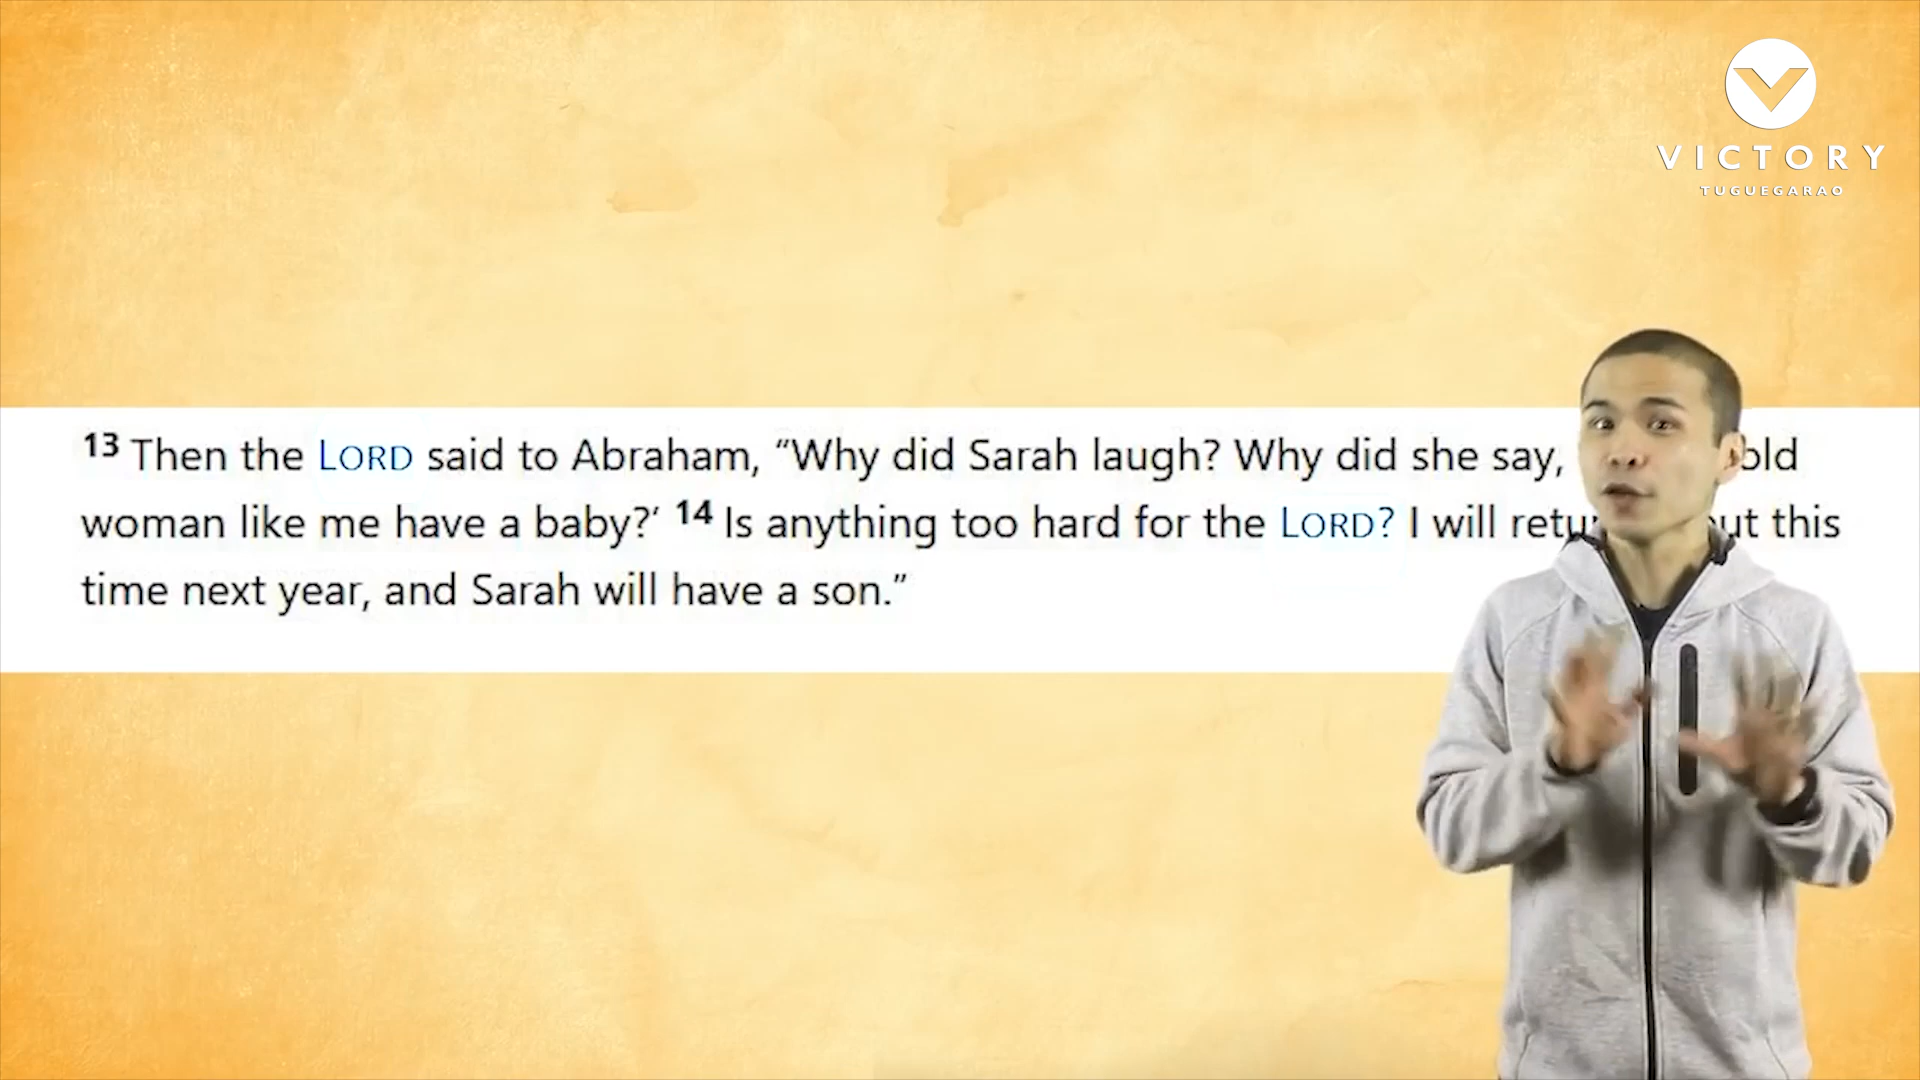 VICTORY
TUGUEGARAO
13 Then the LORD said to Abraham, “Why did Sarah laugh? Why did she say, old
woman like me have a baby?’ 14 Is anything too hard for the LORD? I will this
time next year, and Sarah will have a son.”